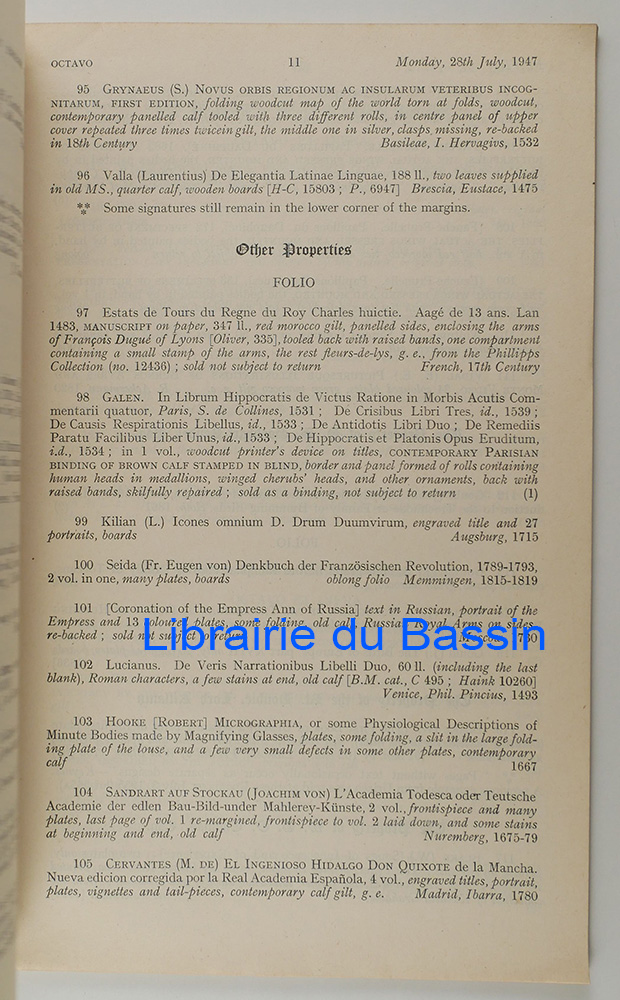 OCTAVO 11 Monday, 28th July, 1947
95 GRYNAEUS (S.) NOVUS ORBIS REGIONUM AC INSULARUM VETERIBUS INCOG-
NITARUM, FIRST EDITION, folding woodcut map of the world torn at folds, woodcut,
contemporary panelled calf tooled with three different rolls, in centre panel of upper
cover repeated three times twicein gilt, the middle one in silver, clasps missing, re-backed
in 18th Century Basileae, I. Hervagivs, 1532
96 Valla (Laurentius) De Elegantia Latinae Linguae, 188 ll., two leaves supplied
in old MS., quarter calf, wooden boards [H-C, 15803 ; P., 6947] Brescia, Eustace, 1475
*** Some signatures still remain in the lower corner of the margins.
Other Properties
FOLIO
97 Estats de Tours du Regne du Roy Charles huictie. Aagé de 13 ans. Lan
1483, MANUSCRIPT on paper, 347 ll., red morocco gilt, panelled sides, enclosing the arms
of François Dugué of Lyons [Oliver, 335], tooled back with raised bands, one compartment
containing a small stamp of the arms, the rest fleurs-de-lys, g. e., from the Phillipps
Collection (no. 12436) ; sold not subject to return French, 17th Century
98 GALEN. In Librum Hippocratis de Victus Ratione in Morbis Acutis Com-
mentarii quatuor, Paris, S. de Collines, 1531 ; De Crisibus Libri Tres, id., 1539 ;
De Causis Respirationis Libellus, id., 1533 ; De Antidotis Libri Duo ; De Remediis
Paratu Facilibus Liber Unus, id., 1533 ; De Hippocratis et Platonis Opus Eruditum,
i.d., 1534 ; in 1 vol., woodcut printer's device on titles, CONTEMPORARY PARISIAN
BINDING OF BROWN CALF STAMPED IN BLIND, border and panel formed of rolls containing
human heads in medallions, winged cherubs' heads, and other ornaments, back with
raised bands, skilfully repaired ; sold as a binding, not subject to return (1)
99 Kilian (L.) Icones omnium D. Drum Duumvirum, engraved title and 27
portraits, boards Augsburg, 1715
100 Seida (Fr. Eugen von) Denkbuch der Französischen Revolution, 1789-1793,
2 vol. in one, many plates, boards oblong folio Memmingen, 1815-1819
101 [Coronation of the Empress Ann of Russia] text in Russian, portrait of the
Empress and 13 coloured plates, some folding, old calf, Russian Royal Arms on sides,
re-backed ; sold not subject to return Moscow, 1730
Librairie du Bassin
102 Lucianus. De Veris Narrationibus Libelli Duo, 60 ll. (including the last
blank), Roman characters, a few stains at end, old calf [B.M. cat., C 495 ; Haink 10260]
Venice, Phil. Pincius, 1493
103 HOOKE [ROBERT] MICROGRAPHIA, or some Physiological Descriptions of
Minute Bodies made by Magnifying Glasses, plates, some folding, a slit in the large fold-
ing plate of the louse, and a few very small defects in some other plates, contemporary
calf 1667
104 SANDRART AUF STOCKAU (JOACHIM VON) L'Academia Todesca oder Teutsche
Academie der edlen Bau-Bild-under Mahlerey-Künste, 2 vol., frontispiece and many
plates, last page of vol. 1 re-margined, frontispiece to vol. 2 laid down, and some stains
at beginning and end, old calf Nuremberg, 1675-79
105 CERVANTES (M. DE) EL INGENIOSO HIDALGO DON QUIXOTE de la Mancha.
Nueva edicion corregida por la Real Academia Española, 4 vol., engraved titles, portrait,
plates, vignettes and tail-pieces, contemporary calf gilt, g. e. Madrid, Ibarra, 1780